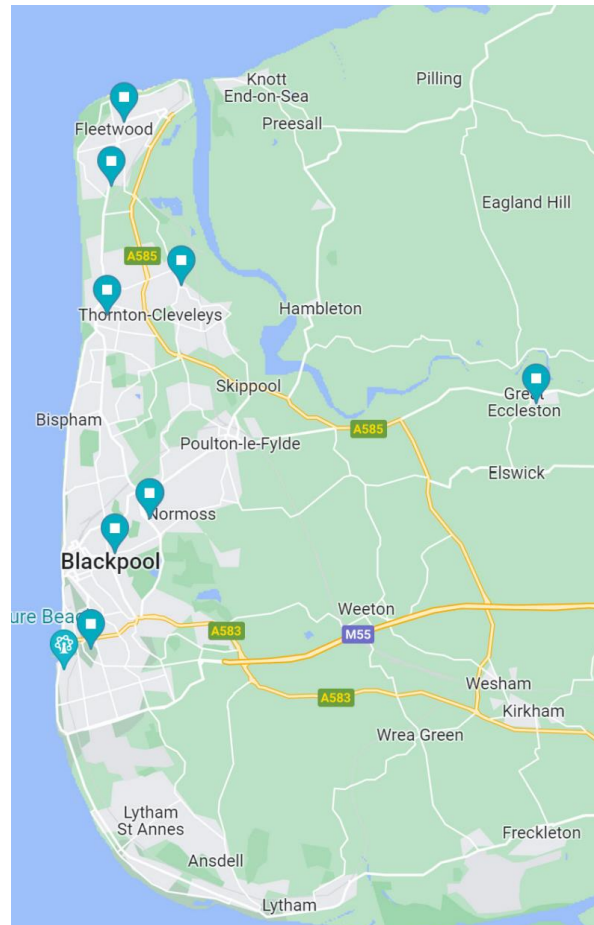 Knott
End-on-Sea
Pilling
Fleetwood
Preesall
Eagland Hill
A585
Hambleton
Thornton-Cleveleys
Skippool
Great
Eccleston
Bispham
A585
Poulton-le-Fylde
Elswick
Normoss
Blackpool
ure Beach
Weeton
A583
M55
Wesham
A583
Kirkham
Wrea Green
Lytham
St Annes
Freckleton
Ansdell
Lytham